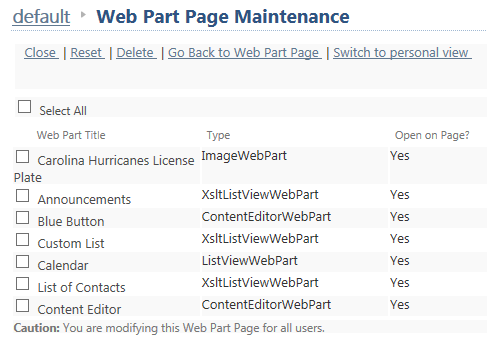 default ▸ Web Part Page Maintenance
Close | Reset | Delete | Go Back to Web Part Page | Switch to personal view
Select All
Web Part Title Type Open on Page?
Carolina Hurricanes License ImageWebPart Yes
Plate
Announcements XsltListViewWebPart Yes
Blue Button ContentEditorWebPart Yes
Custom List XsltListViewWebPart Yes
Calendar ListViewWebPart Yes
List of Contacts XsltListViewWebPart Yes
Content Editor ContentEditorWebPart Yes
Caution: You are modifying this Web Part Page for all users.